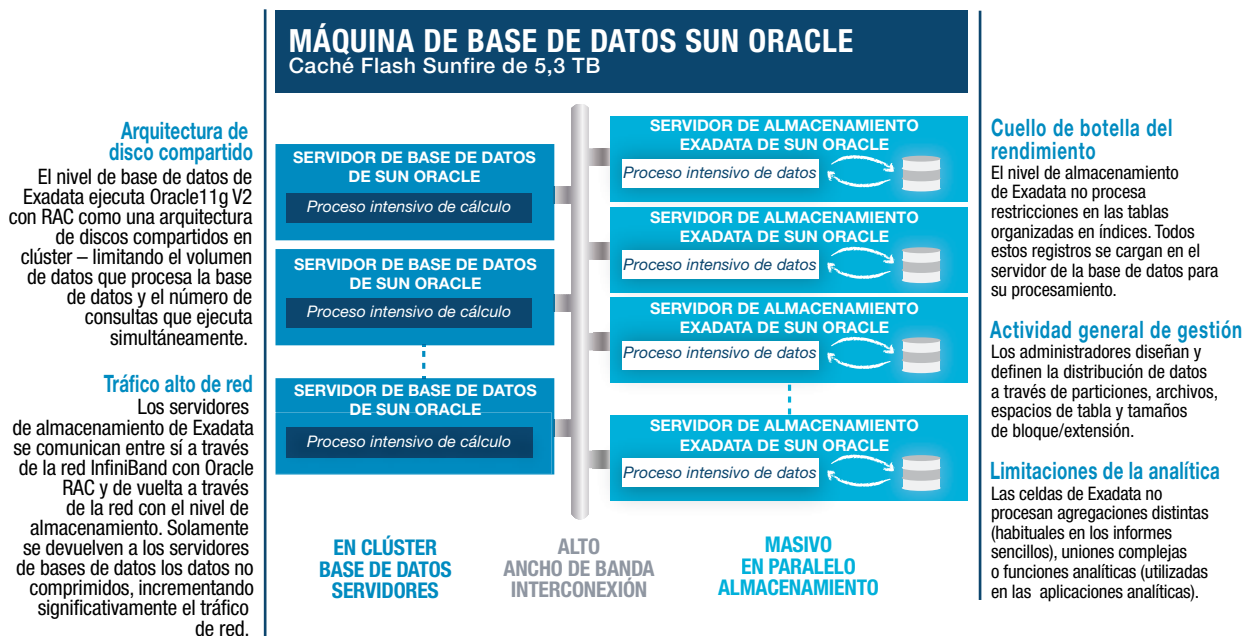 MÁQUINA DE BASE DE DATOS SUN ORACLE
Caché Flash Sunfire de 5,3 TB
Arquitectura de
disco compartido
El nivel de base de datos de
Exadata ejecuta Oracle11g V2
con RAC como una arquitectura
de discos compartidos en
clúster – limitando el volumen
de datos que procesa la base
de datos y el número de
consultas que ejecuta
simultáneamente.
Tráfico alto de red
Los servidores
de almacenamiento de Exadata
se comunican entre sí a través
de la red InfiniBand con Oracle
RAC y de vuelta a través
de la red con el nivel de
almacenamiento. Solamente
se devuelven a los servidores
de bases de datos los datos no
comprimidos, incrementando
significativamente el tráfico
de red.
SERVIDOR DE BASE DE DATOS
DE SUN ORACLE
Proceso intensivo de cálculo
SERVIDOR DE BASE DE DATOS
DE SUN ORACLE
Proceso intensivo de cálculo
SERVIDOR DE BASE DE DATOS
DE SUN ORACLE
Proceso intensivo de cálculo
SERVIDOR DE ALMACENAMIENTO
EXADATA DE SUN ORACLE
Proceso intensivo de datos
SERVIDOR DE ALMACENAMIENTO
EXADATA DE SUN ORACLE
Proceso intensivo de datos
SERVIDOR DE ALMACENAMIENTO
EXADATA DE SUN ORACLE
Proceso intensivo de datos
SERVIDOR DE ALMACENAMIENTO
EXADATA DE SUN ORACLE
Proceso intensivo de datos
EN CLÚSTER
BASE DE DATOS
SERVIDORES
ALTO
ANCHO DE BANDA
INTERCONEXIÓN
MASIVO
EN PARALELO
ALMACENAMIENTO
Cuello de botella del
rendimiento
El nivel de almacenamiento
de Exadata no procesa
restricciones en las tablas
organizadas en índices. Todos
estos registros se cargan en el
servidor de la base de datos para
su procesamiento.
Actividad general de gestión
Los administradores diseñan y
definen la distribución de datos
a través de particiones, archivos,
espacios de tabla y tamaños
de bloque/extensión.
Limitaciones de la analítica
Las celdas de Exadata no
procesan agregaciones distintas
(habituales en los informes
sencillos), uniones complejas
o funciones analíticas (utilizadas
en las aplicaciones analíticas).